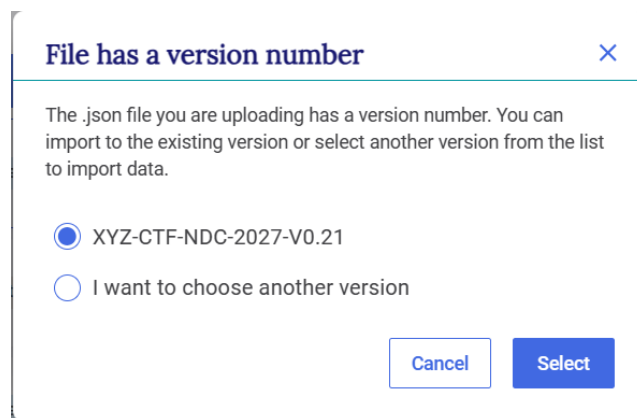 File has a version number
The .json file you are uploading has a version number. You can
import to the existing version or select another version from the list
to import data.
XYZ-CTF-NDC-2027-V0.21
I want to choose another version
Cancel
Select